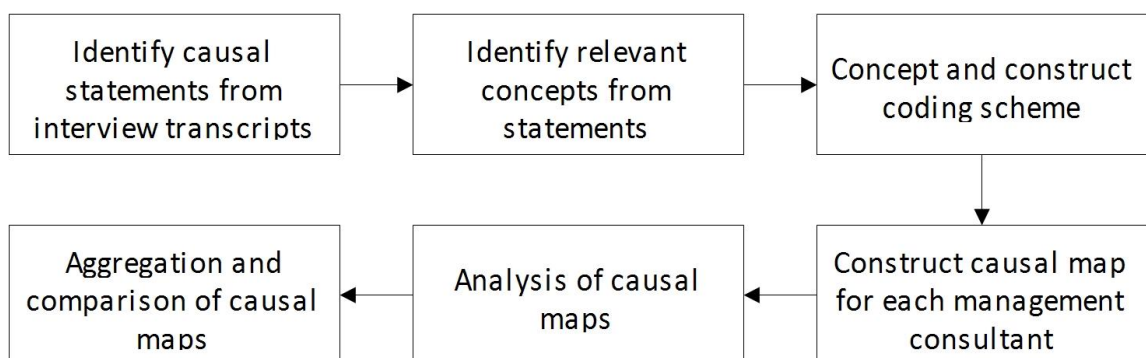 Identify causal
statements from
interview transcripts
Identify relevant
concepts from
statements
Concept and construct
coding scheme
Construct causal map
for each management
consultant
Analysis of causal
maps
Aggregation and
comparison of causal
maps